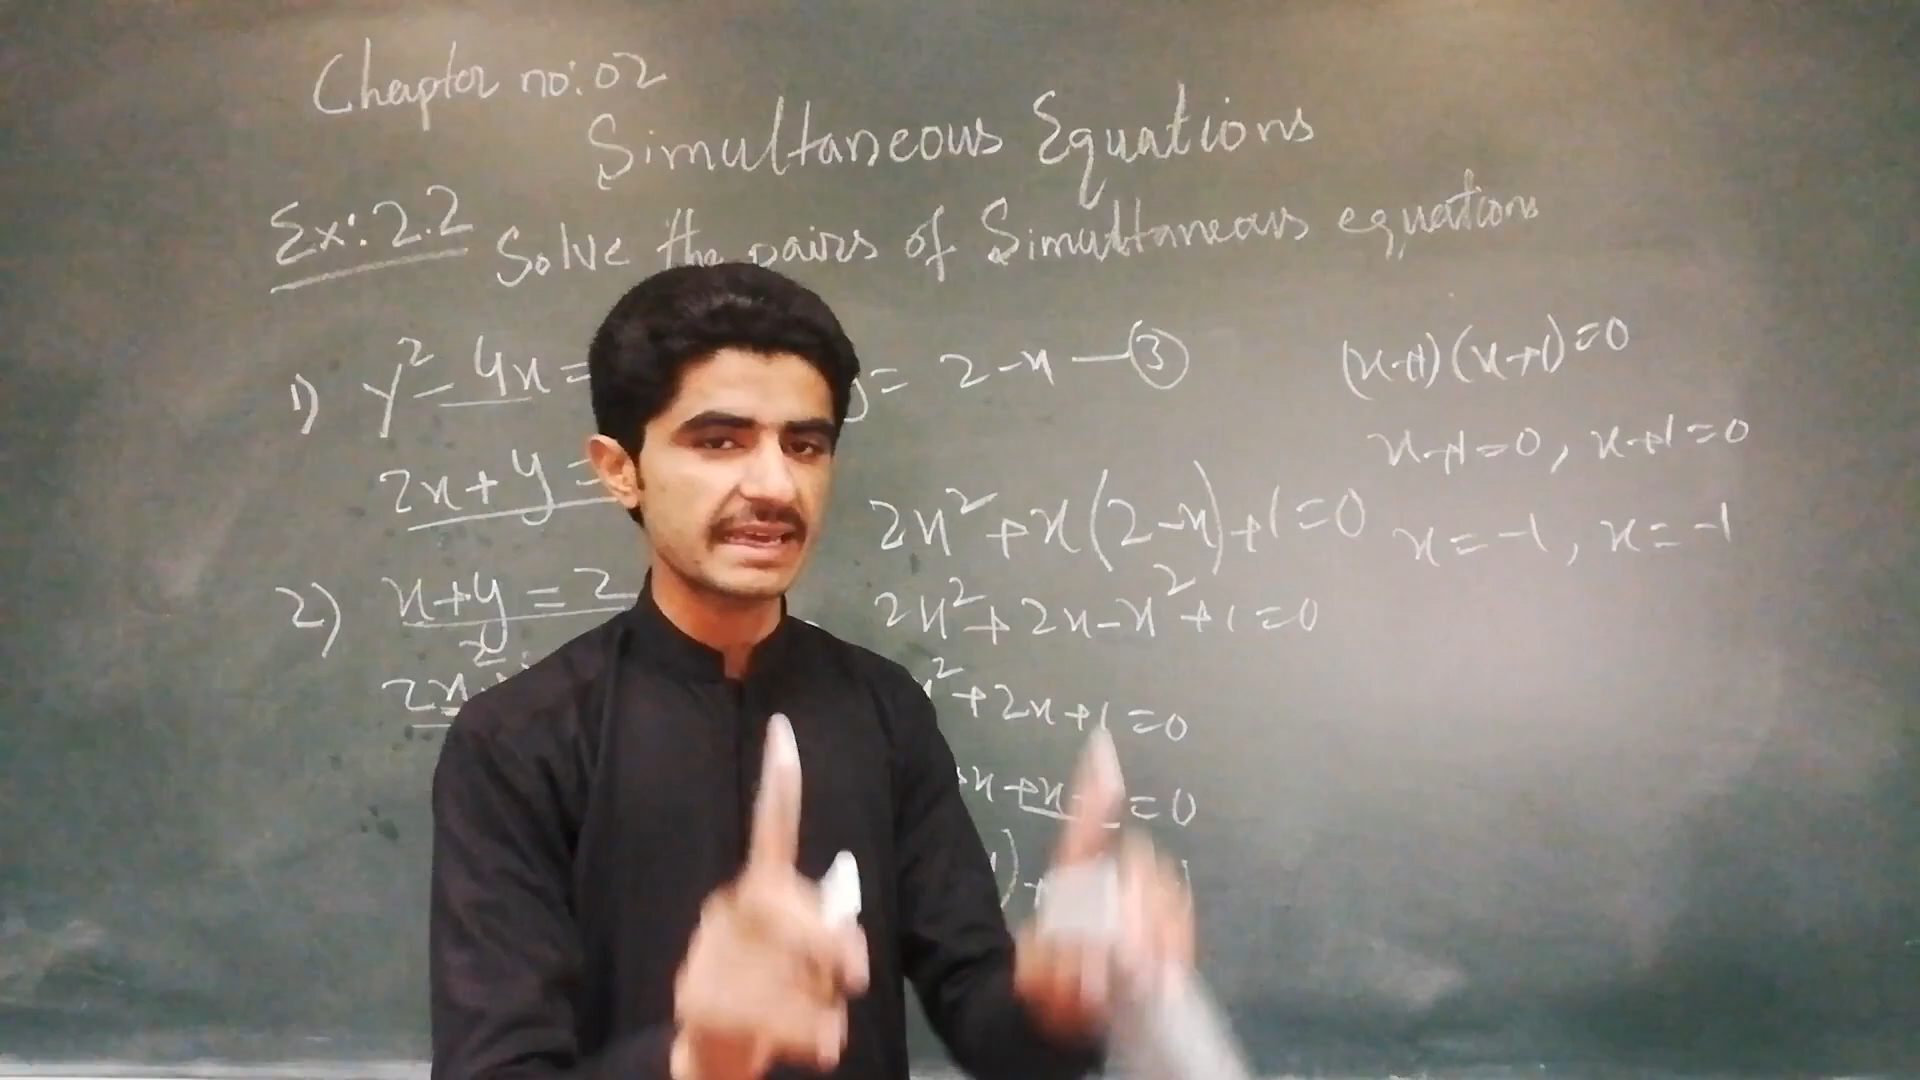 Chapter no: 02
Simultaneous Equations
Ex: 2.2 Solve the pairs of Simultaneous equations
1) y² - 4x =
2x + y =
2) x + y = 2
2x
y = 2 - x — ③
2x² + x(2 - x) + 1 = 0
2x² + 2x - x² + 1 = 0
x² + 2x + 1 = 0
x + x = 0
(x+1)(x+1) = 0
x+1 = 0, x+1 = 0
x = -1, x = -1